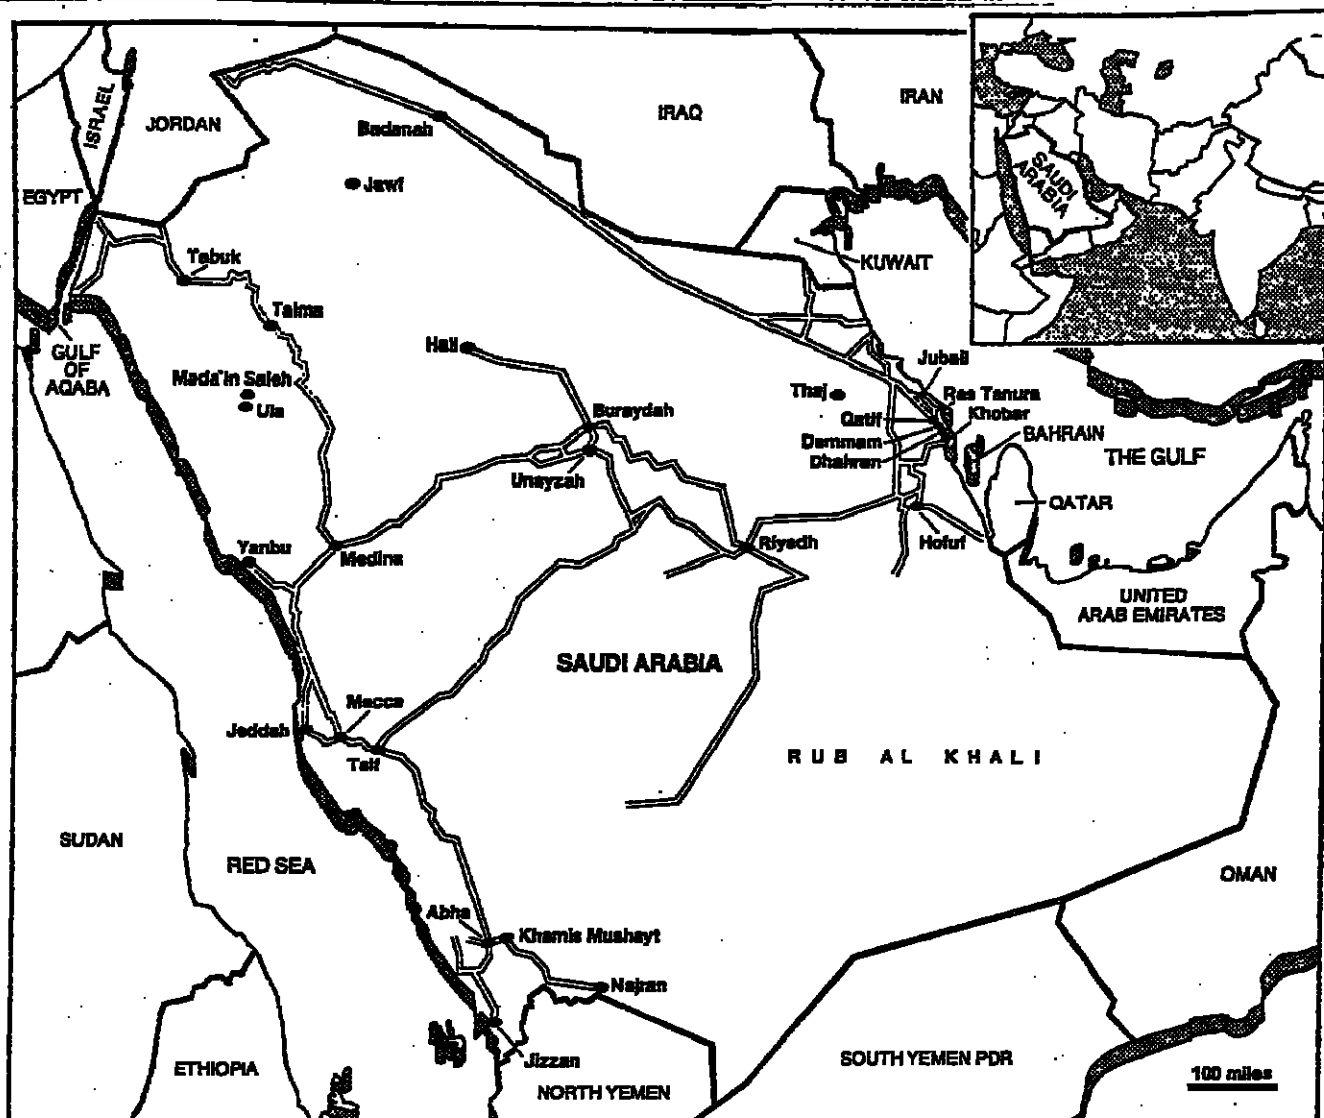 ISRAEL
JORDAN
IRAQ
IRAN
EGYPT
Badanah
Jawf
SAUDI
ARABIA
KUWAIT
Tabuk
Taima
GULF
OF
AQABA
Hail
Mada'in Saleh
Ula
Buraydah
Unayzah
Thaj
Jubail
Ras Tanura
Qatif
Khobar
Dammam
Dhahran
BAHRAIN
THE GULF
QATAR
Yanbu
Medina
Riyadh
Hofuf
UNITED
ARAB EMIRATES
SAUDI ARABIA
Jeddah
Mecca
Taif
RUB AL KHALI
SUDAN
RED SEA
OMAN
Abha
Khamis Mushayt
Najran
Jizzan
ETHIOPIA
NORTH YEMEN
SOUTH YEMEN PDR
100 miles